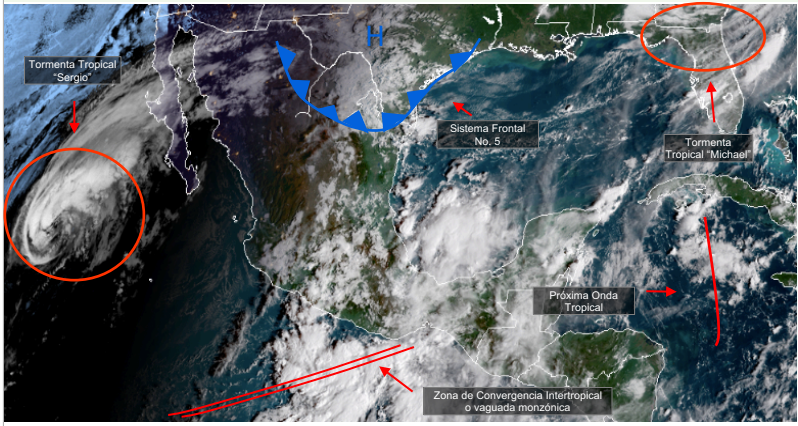 H
Tormenta Tropical
“Sergio”
Sistema Frontal
No. 5
Tormenta
Tropical “Michael”
Próxima Onda
Tropical
Zona de Convergencia Intertropical
o vaguada monzónica